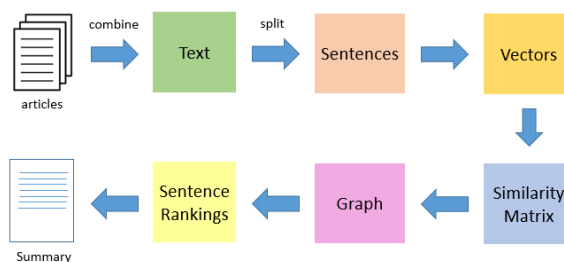 combine
split
articles
Text
Sentences
Vectors
Similarity
Matrix
Graph
Sentence
Rankings
Summary